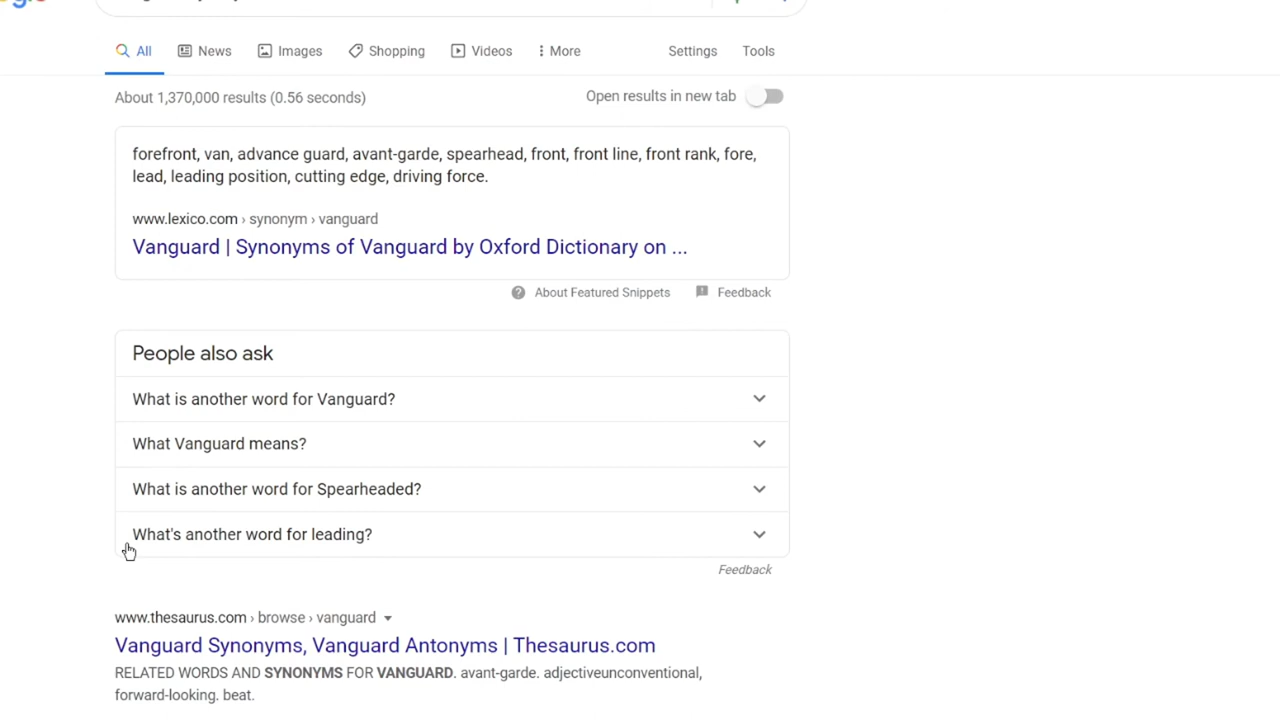 All News Images Shopping Videos More Settings Tools
About 1,370,000 results (0.56 seconds) Open results in new tab
forefront, van, advance guard, avant-garde, spearhead, front, front line, front rank, fore,
lead, leading position, cutting edge, driving force.
www.lexico.com › synonym › vanguard
Vanguard | Synonyms of Vanguard by Oxford Dictionary on ...
About Featured Snippets Feedback
People also ask
What is another word for Vanguard?
What Vanguard means?
What is another word for Spearheaded?
What's another word for leading?
Feedback
www.thesaurus.com › browse › vanguard
Vanguard Synonyms, Vanguard Antonyms | Thesaurus.com
RELATED WORDS AND SYNONYMS FOR VANGUARD. avant-garde. adjectiveunconventional,
forward-looking. beat.